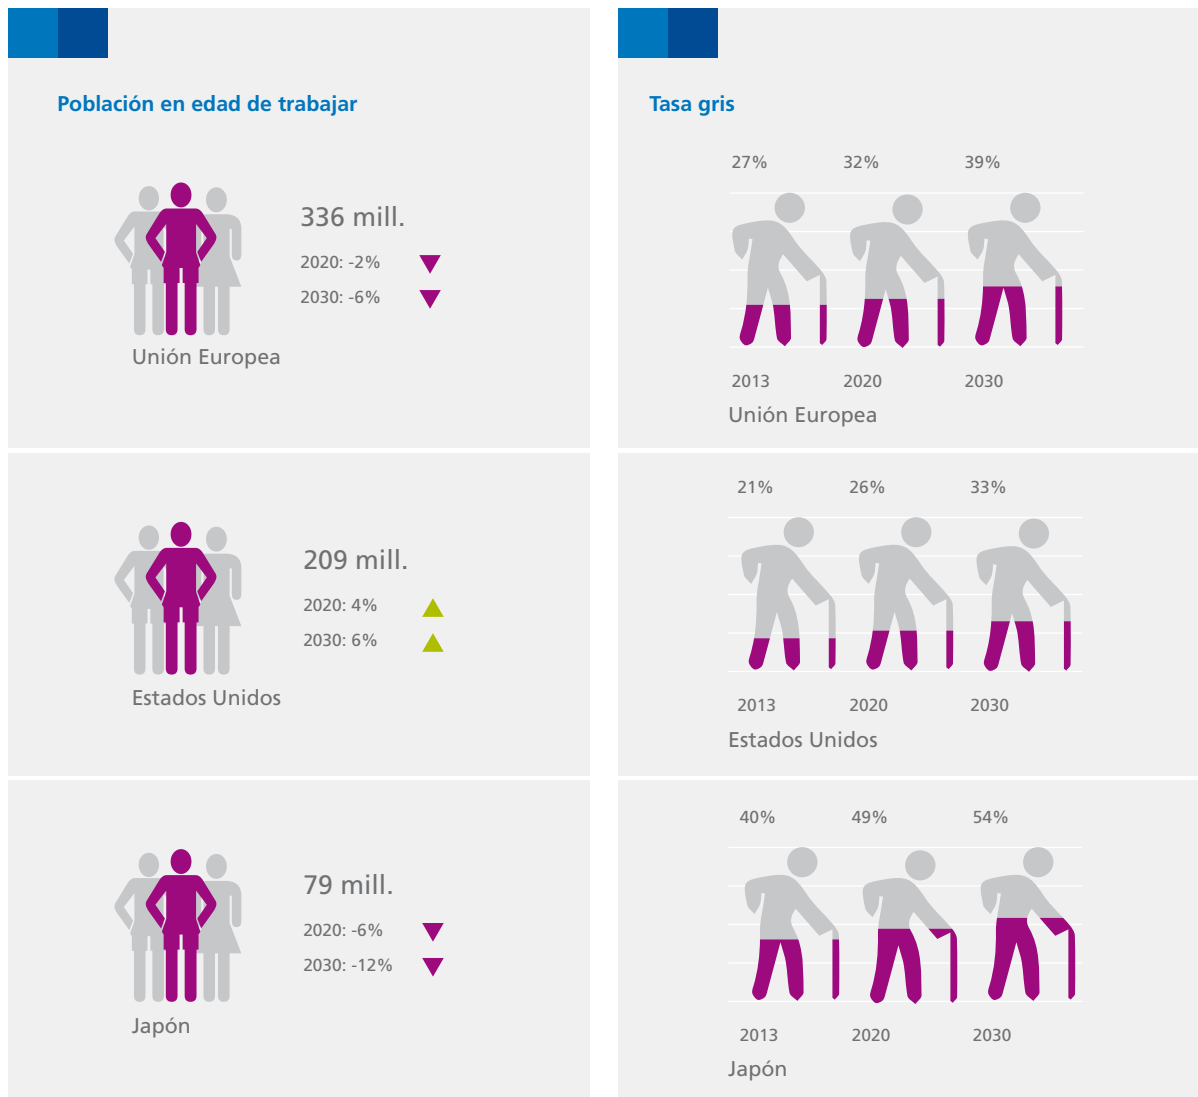 Población en edad de trabajar
336 mill.
2020: -2%
2030: -6%
Unión Europea
209 mill.
2020: 4%
2030: 6%
Estados Unidos
79 mill.
2020: -6%
2030: -12%
Japón
Tasa gris
27% 32% 39%
2013 2020 2030
Unión Europea
21% 26% 33%
2013 2020 2030
Estados Unidos
40% 49% 54%
2013 2020 2030
Japón